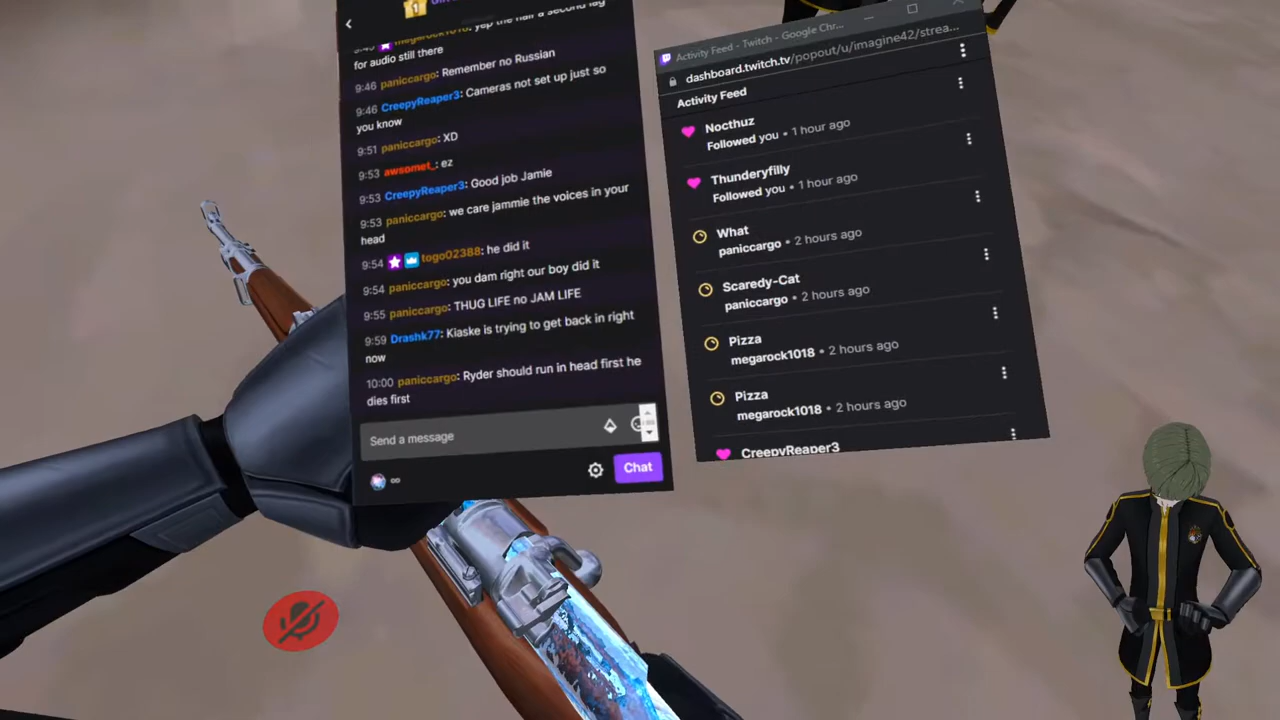 1
megarock1018: yep the half a second lag
for audio still there
9:46 paniccargo: Remember no Russian
9:46 CreepyReaper3: Cameras not set up just so
you know
9:51 paniccargo: XD
9:53 awsomet_: ez
9:53 CreepyReaper3: Good job Jamie
9:53 paniccargo: we care jammie the voices in your
head
9:54 togo02388: he did it
9:54 paniccargo: you dam right our boy did it
9:55 paniccargo: THUG LIFE no JAM LIFE
9:59 Drashk77: Kiaske is trying to get back in right
now
10:00 paniccargo: Ryder should run in head first he
dies first
Send a message
Chat
Activity Feed - Twitch - Google Chr...
dashboard.twitch.tv/popout/u/imagine42/strea...
Activity Feed
Nocthuz
Followed you • 1 hour ago
Thunderyfilly
Followed you • 1 hour ago
What
paniccargo • 2 hours ago
Scaredy-Cat
paniccargo • 2 hours ago
Pizza
megarock1018 • 2 hours ago
Pizza
megarock1018 • 2 hours ago
CreepyReaper3